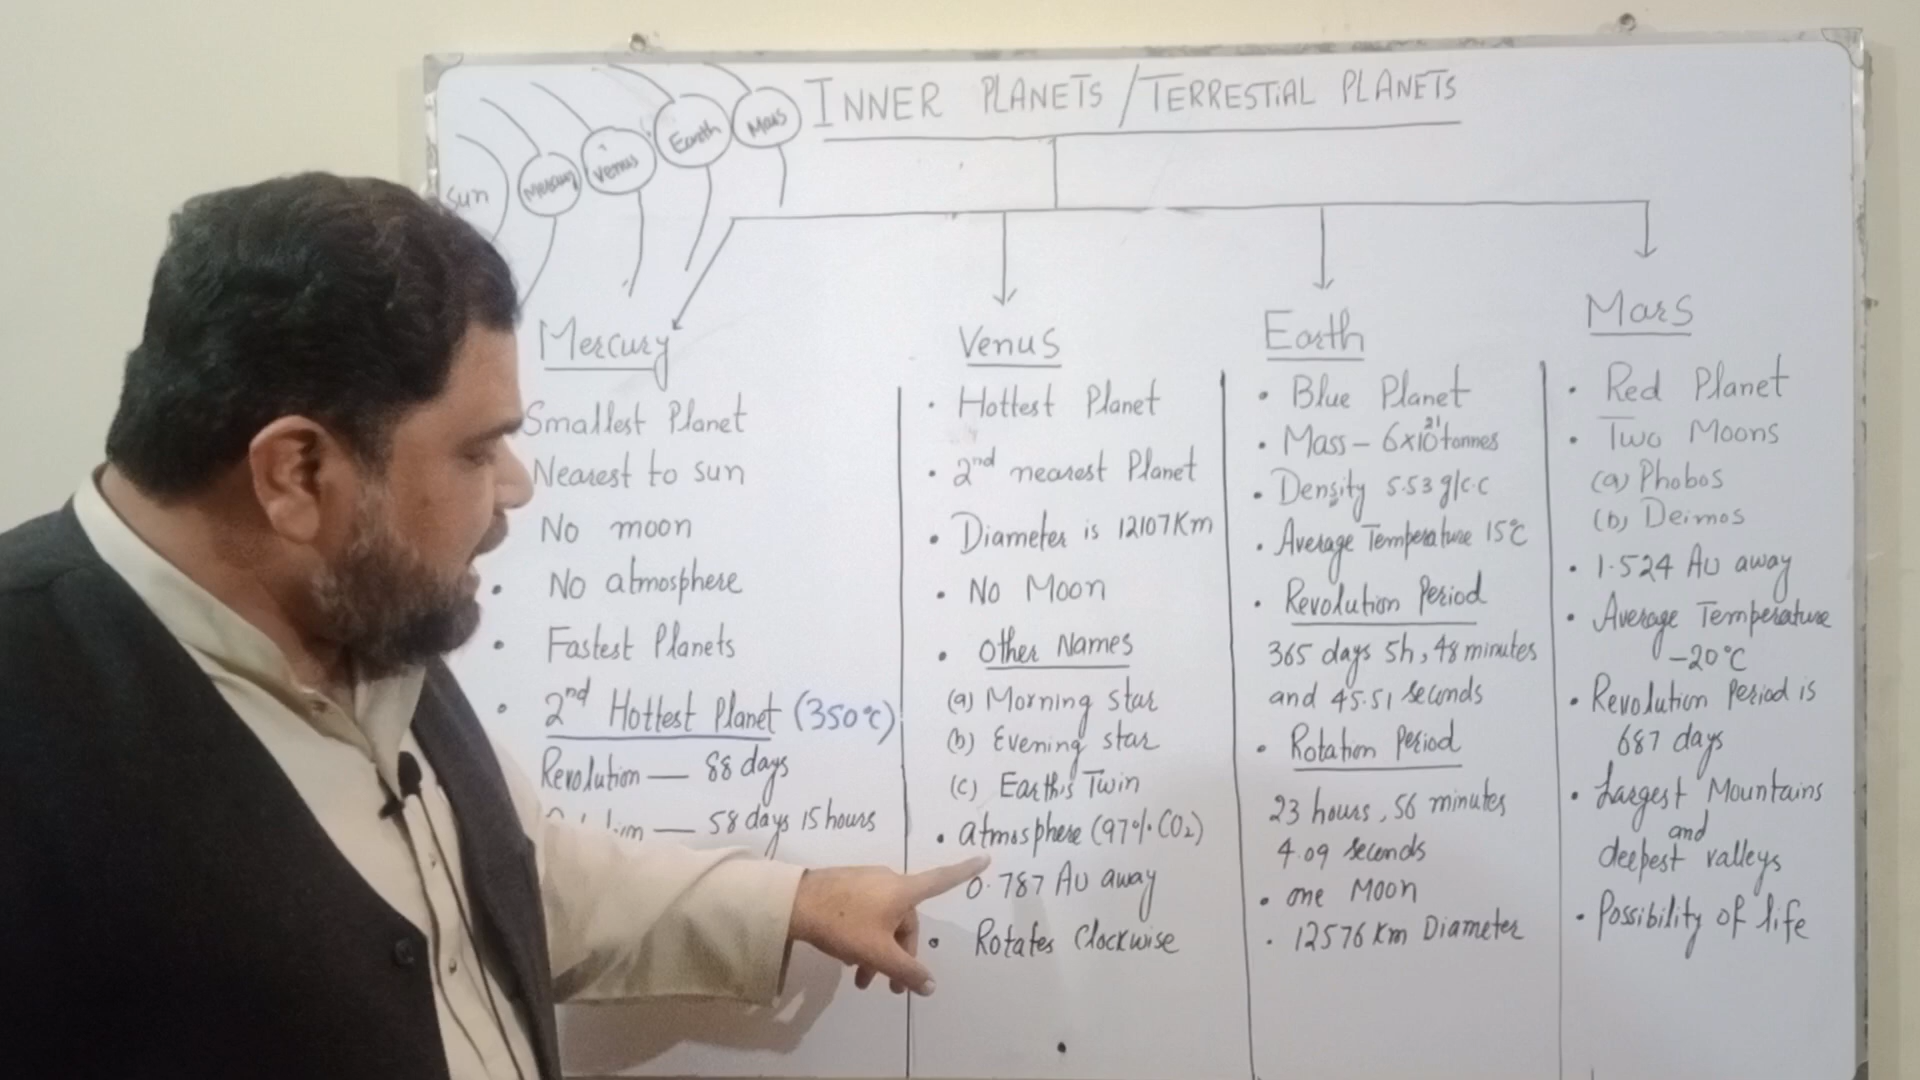 INNER PLANETS / TERRESTIAL PLANETS
Sun
Mercury
Venus
Earth
Mars
Mercury
Smallest Planet
Nearest to sun
No moon
• No atmosphere
• Fastest Planets
• 2nd Hottest Planet (350°C)
Revolution — 88 days
— 58 days 15 hours
Venus
• Hottest Planet
• 2nd nearest Planet
• Diameter is 12107 Km
• No Moon
• Other Names
(a) Morning star
(b) Evening star
(c) Earth's Twin
• Atmosphere (97% CO2)
0.787 AU away
• Rotates Clockwise
Earth
• Blue Planet
• Mass – 6x10^21 tonnes
• Density 5.53 g/c.c
• Average Temperature 15°C
• Revolution Period
365 days 5h, 48 minutes
and 45.51 seconds
• Rotation Period
23 hours, 56 minutes
4.09 seconds
• one Moon
• 12576 Km Diameter
Mars
• Red Planet
• Two Moons
(a) Phobos
(b) Deimos
• 1.524 AU away
• Average Temperature
–20°C
• Revolution Period is
687 days
• Largest Mountains
and
deepest valleys
• Possibility of life